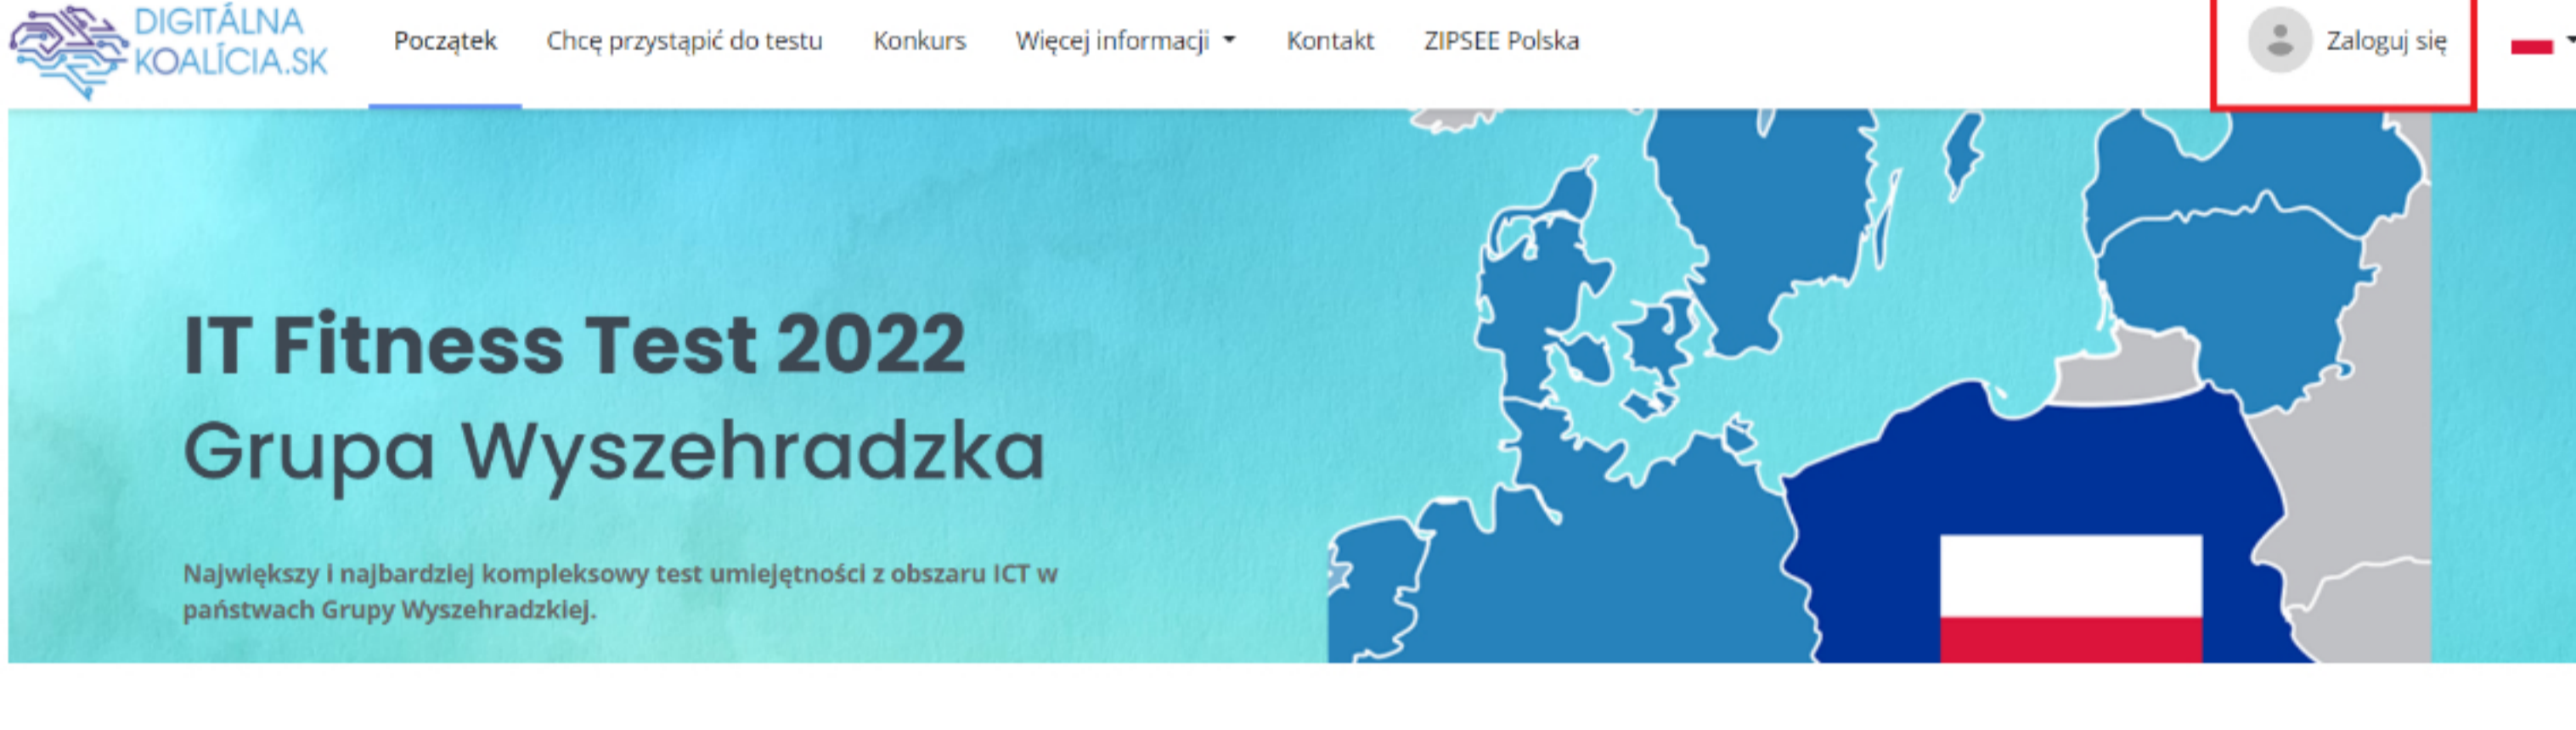 DIGITÁLNA
KOALÍCIA.SK
Początek Chcę przystąpić do testu Konkurs Więcej informacji Kontakt ZIPSEE Polska Zaloguj się
IT Fitness Test 2022
Grupa Wyszehradzka
Największy i najbardziej kompleksowy test umiejętności z obszaru ICT w
państwach Grupy Wyszehradzkiej.